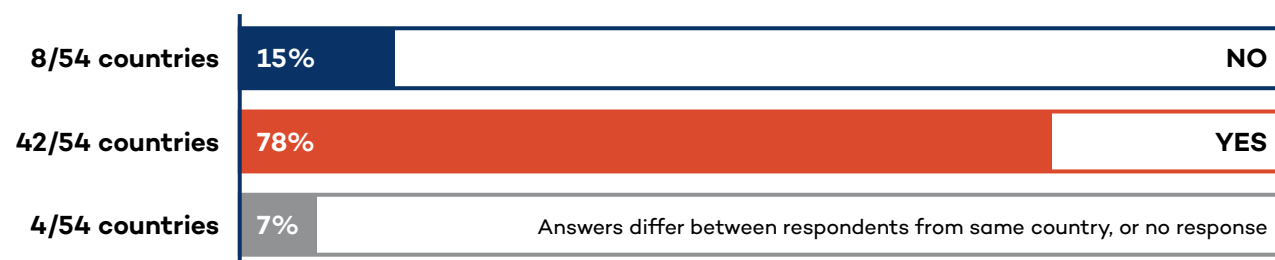 8/54 countries 15% NO
42/54 countries 78% YES
4/54 countries 7% Answers differ between respondents from same country, or no response